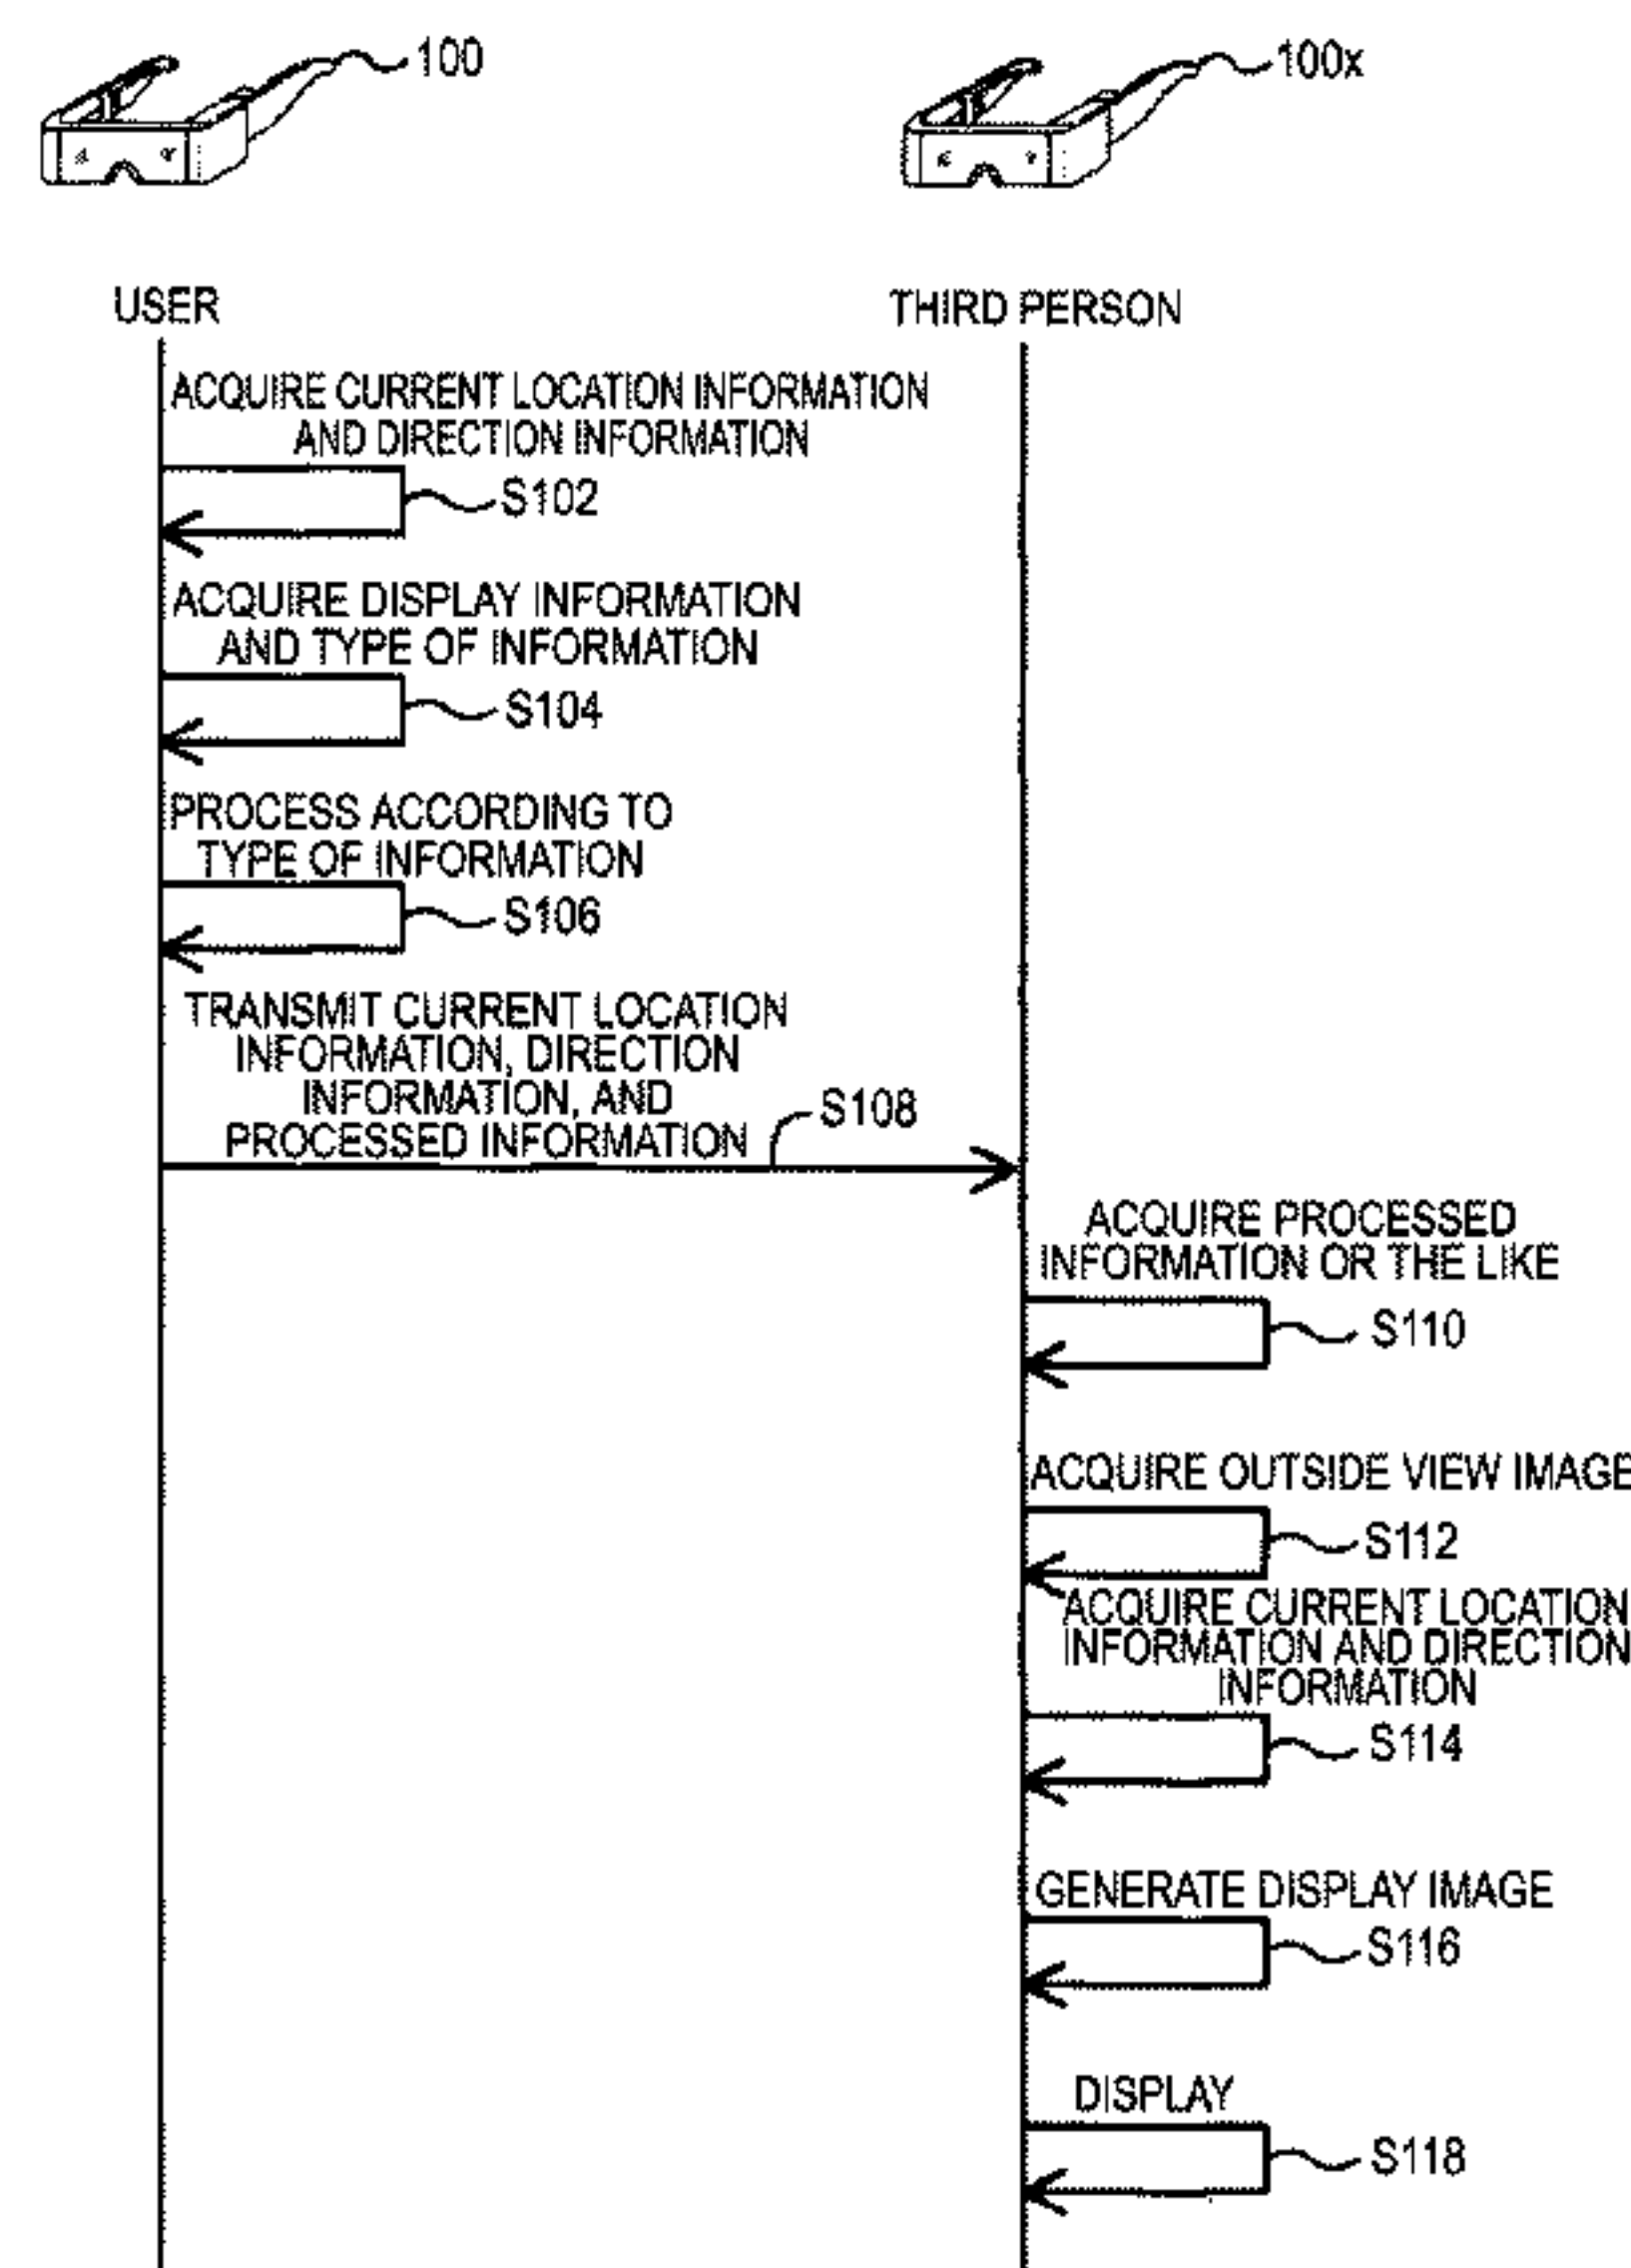 100
100x
USER
THIRD PERSON
ACQUIRE CURRENT LOCATION INFORMATION
AND DIRECTION INFORMATION
S102
ACQUIRE DISPLAY INFORMATION
AND TYPE OF INFORMATION
S104
PROCESS ACCORDING TO
TYPE OF INFORMATION
S106
TRANSMIT CURRENT LOCATION
INFORMATION, DIRECTION
INFORMATION, AND
PROCESSED INFORMATION
S108
ACQUIRE PROCESSED
INFORMATION OR THE LIKE
S110
ACQUIRE OUTSIDE VIEW IMAGE
S112
ACQUIRE CURRENT LOCATION
INFORMATION AND DIRECTION
INFORMATION
S114
GENERATE DISPLAY IMAGE
S116
DISPLAY
S118